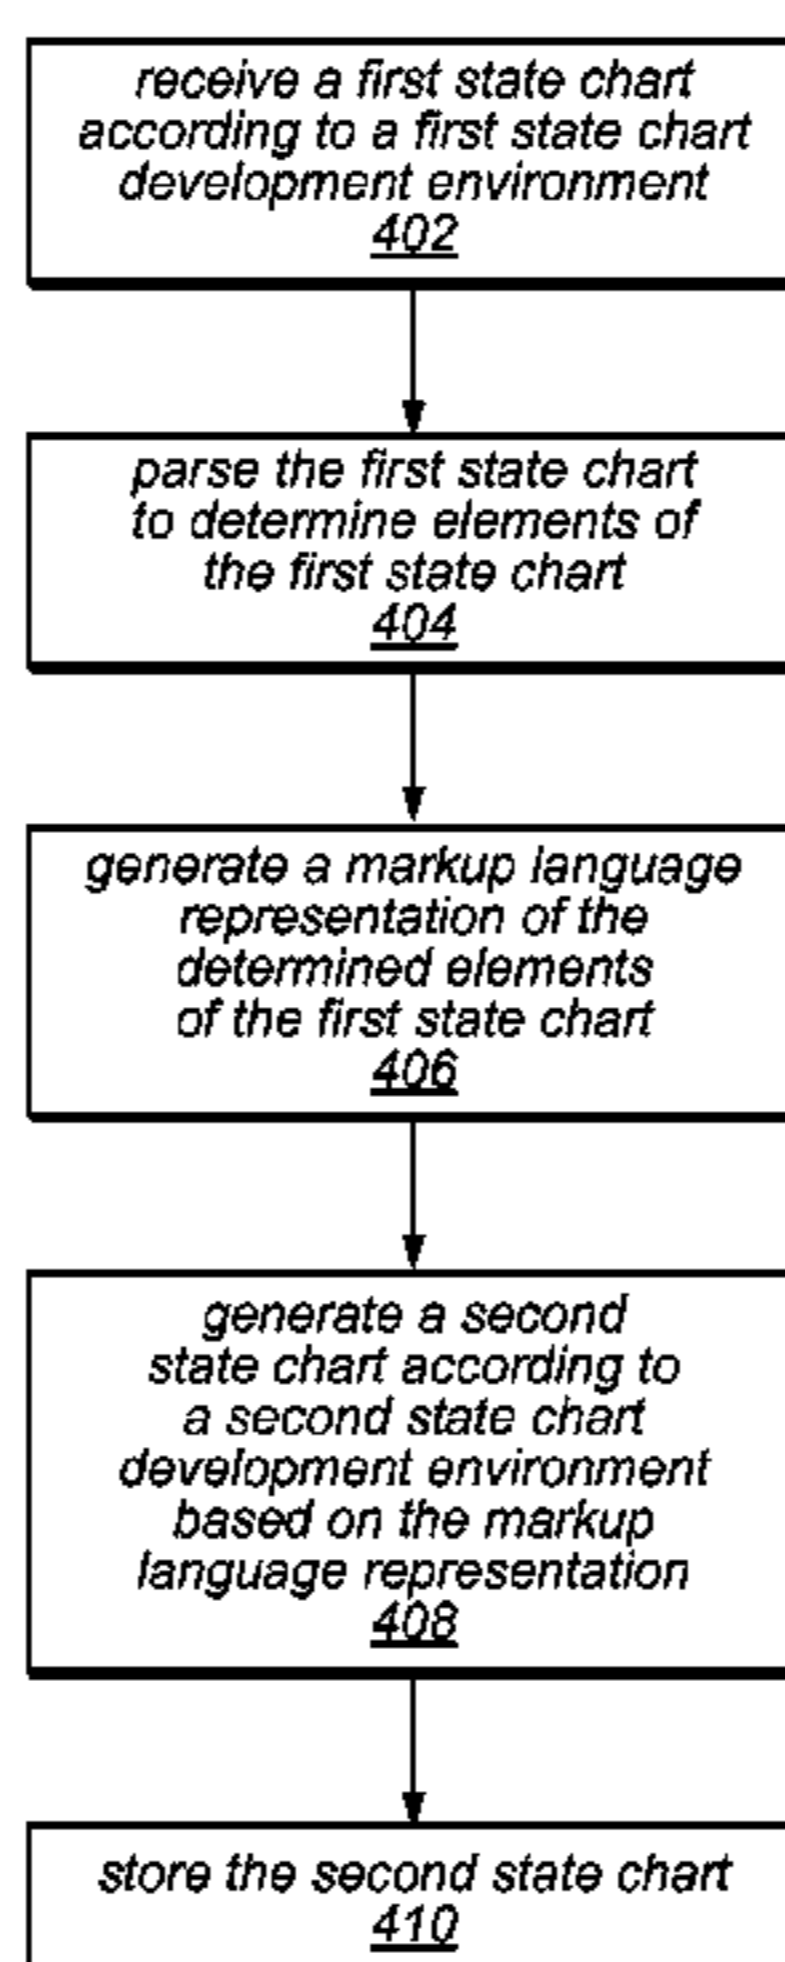 receive a first state chart
according to a first state chart
development environment
402
parse the first state chart
to determine elements of
the first state chart
404
generate a markup language
representation of the
determined elements
of the first state chart
406
generate a second
state chart according to
a second state chart
development environment
based on the markup
language representation
408
store the second state chart
410